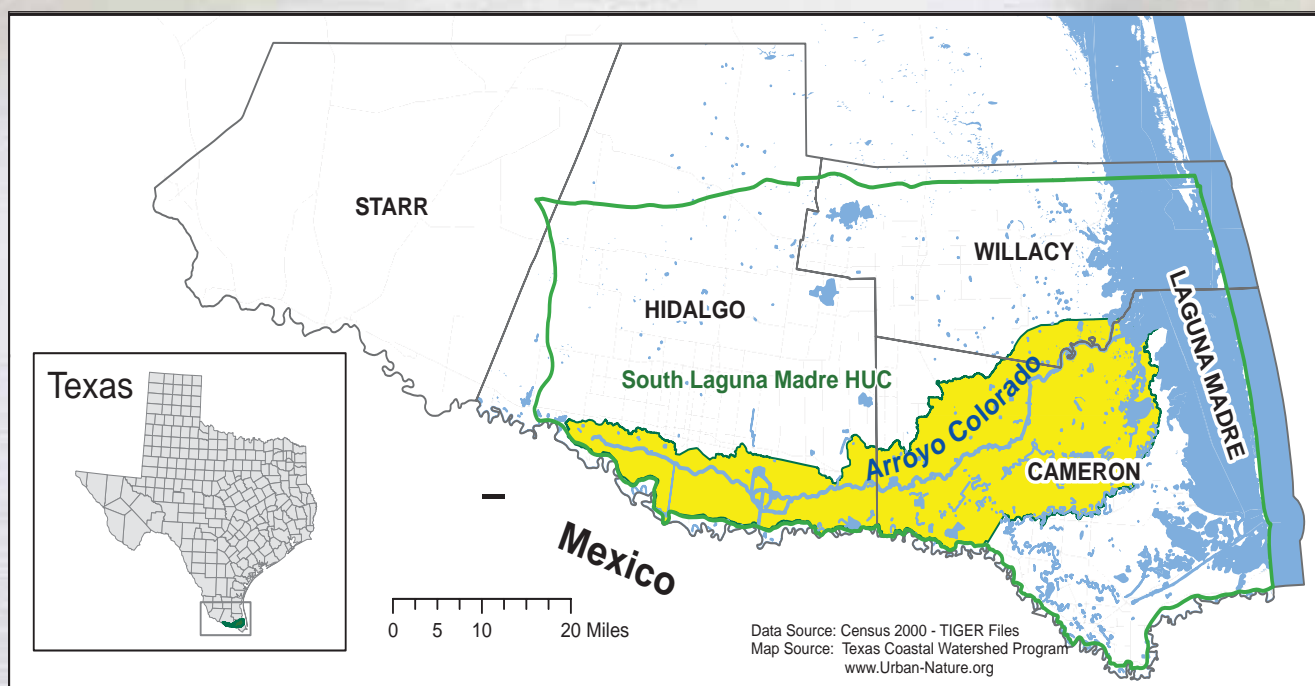 STARR
WILLACY
HIDALGO
LAGUNA MADRE
South Laguna Madre HUC
Arroyo Colorado
CAMERON
Texas
Mexico
0 5 10 20 Miles
Data Source: Census 2000 - TIGER Files
Map Source: Texas Coastal Watershed Program
www.Urban-Nature.org